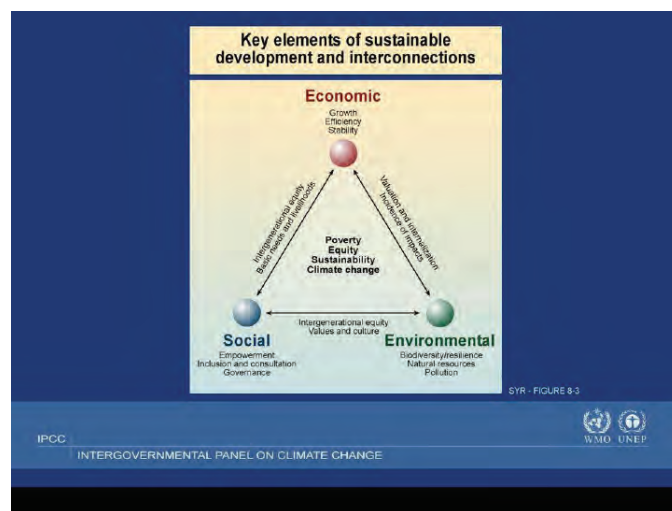 Key elements of sustainable
development and interconnections
Economic
Growth
Efficiency
Stability
Intergenerational equity
Basic needs and livelihoods
Valuation and internalization
Incidence of impacts
Poverty
Equity
Sustainability
Climate change
Intergenerational equity
Values and culture
Social
Empowerment
Inclusion and consultation
Governance
Environmental
Biodiversity/resilience
Natural resources
Pollution
SYR - FIGURE 8-3
IPCC
INTERGOVERNMENTAL PANEL ON CLIMATE CHANGE
WMO UNEP